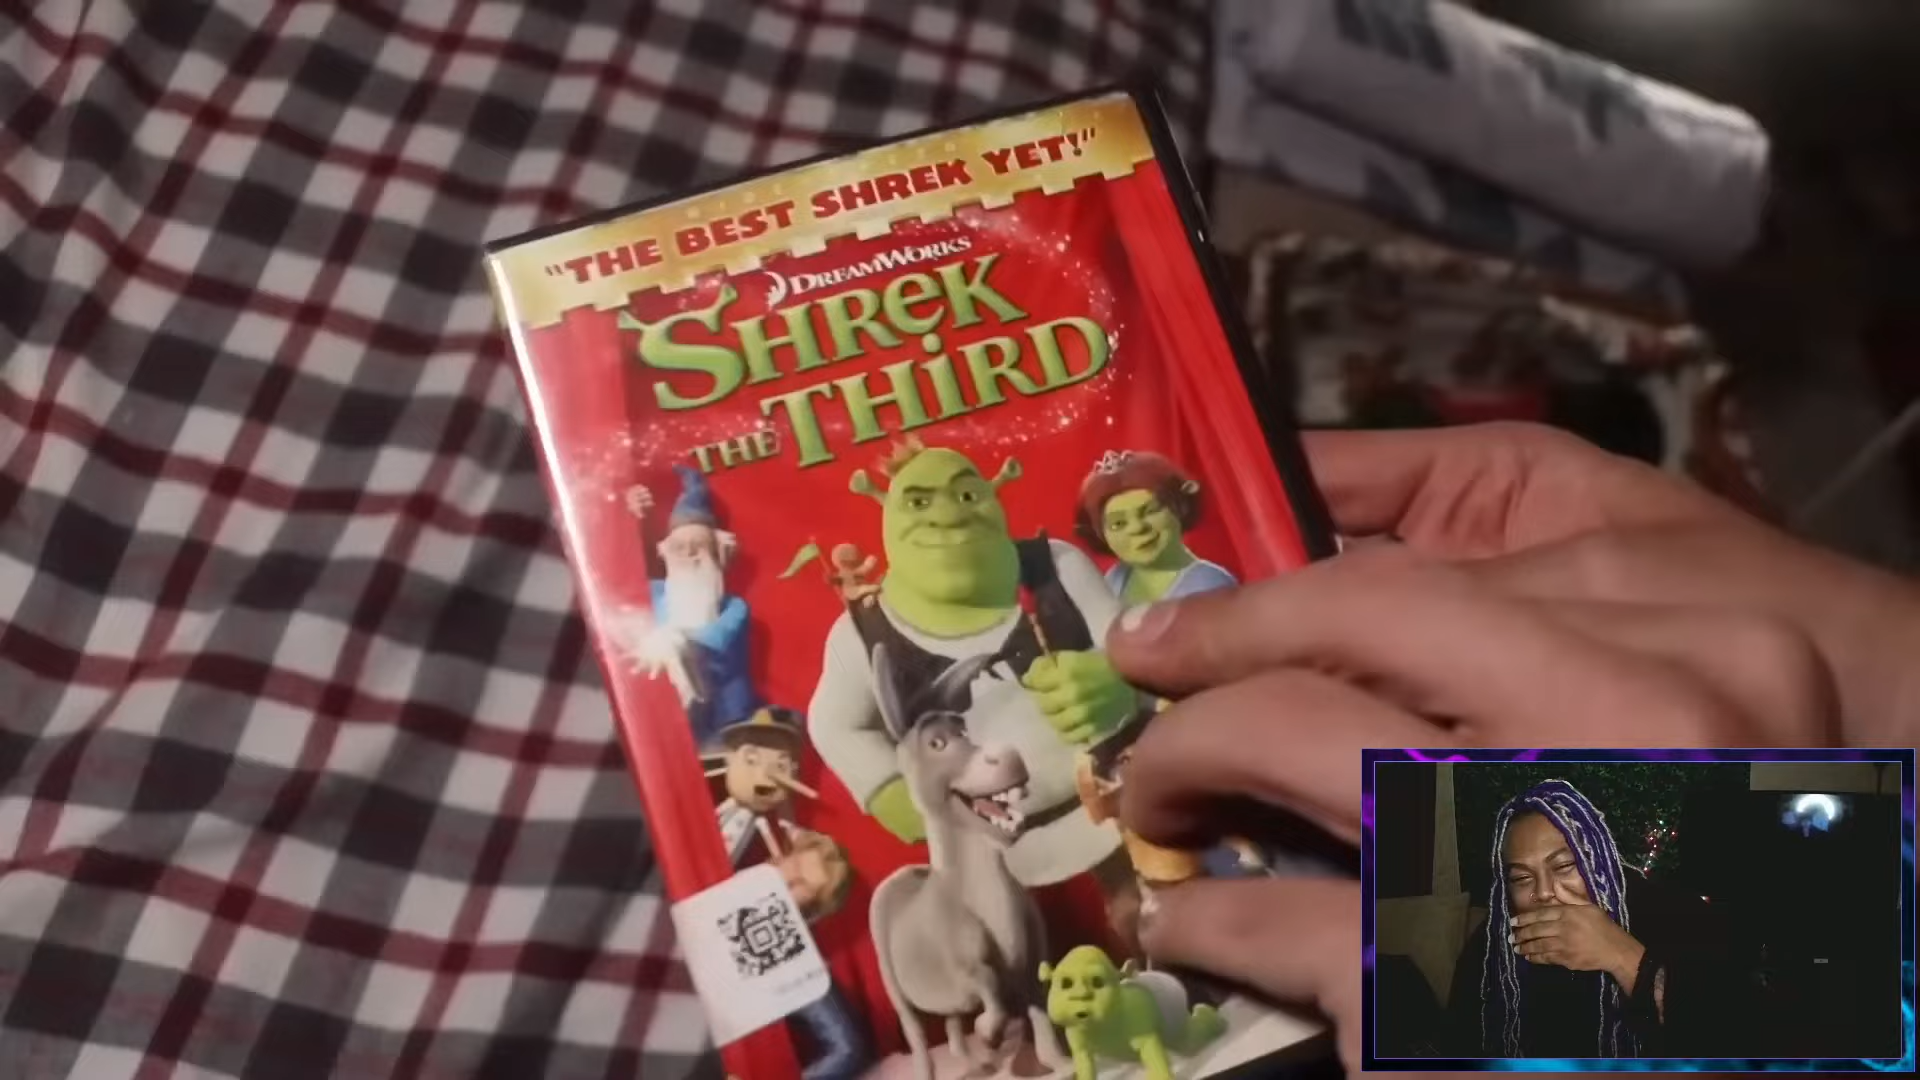 "THE BEST SHREK YET!"
DREAMWORKS
SHREK
THE THIRD